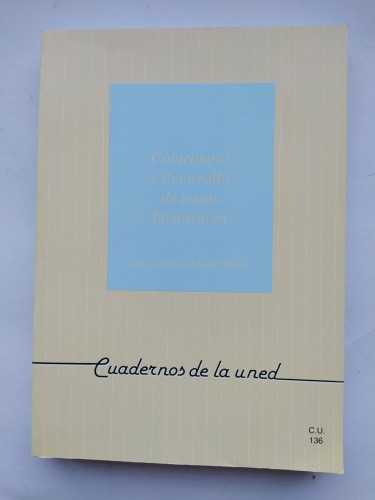 Comentario
y desarrollo
de textos
lingüísticos
Cuadernos de la uned
C.U.
136